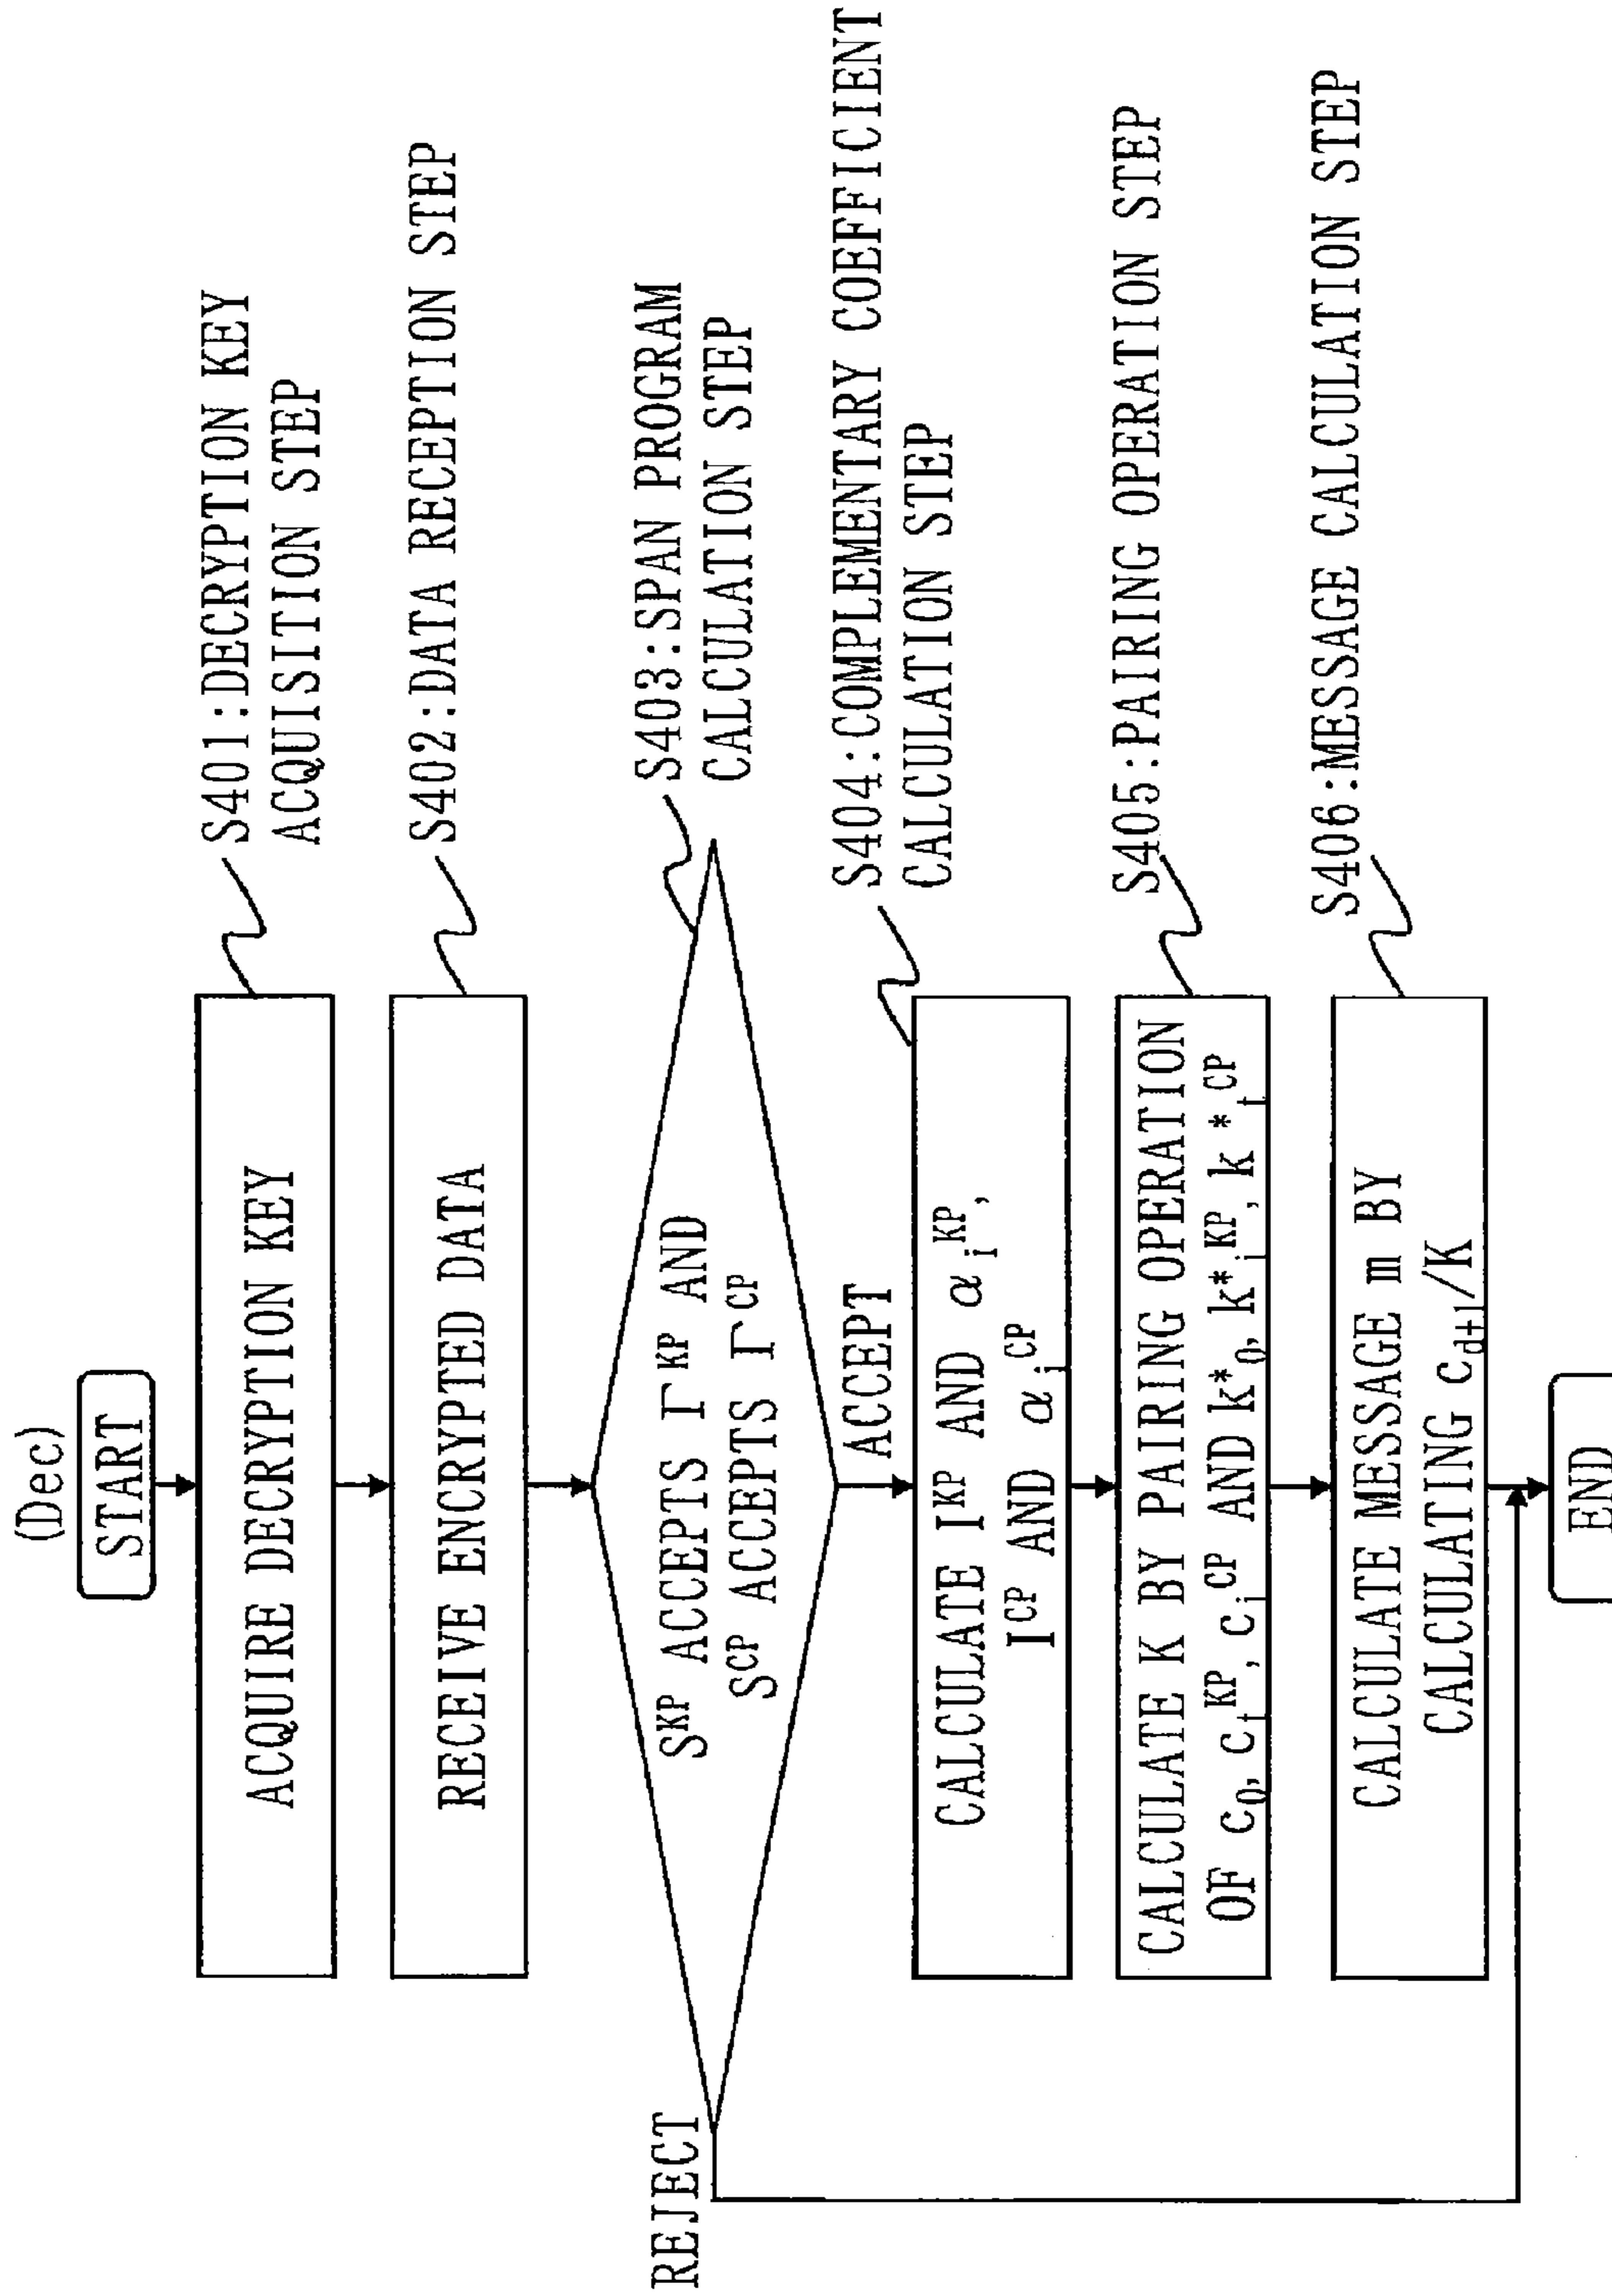 (Dec)
START
ACQUIRE DECRYPTION KEY
S401:DECRYPTION KEY
ACQUISITION STEP
RECEIVE ENCRYPTED DATA
S402:DATA RECEPTION STEP
S^KP ACCEPTS Γ^KP AND
S^CP ACCEPTS Γ^CP
S403:SPAN PROGRAM
CALCULATION STEP
REJECT
ACCEPT
CALCULATE I^KP AND α_i^KP,
I^CP AND α_i^CP
S404:COMPLEMENTARY COEFFICIENT
CALCULATION STEP
CALCULATE K BY PAIRING OPERATION
OF c_0, c_t^KP, c_i^CP AND k*_0, k*_i^KP, k*_t^CP
S405:PAIRING OPERATION STEP
CALCULATE MESSAGE m BY
CALCULATING c_d+1/K
S406:MESSAGE CALCULATION STEP
END